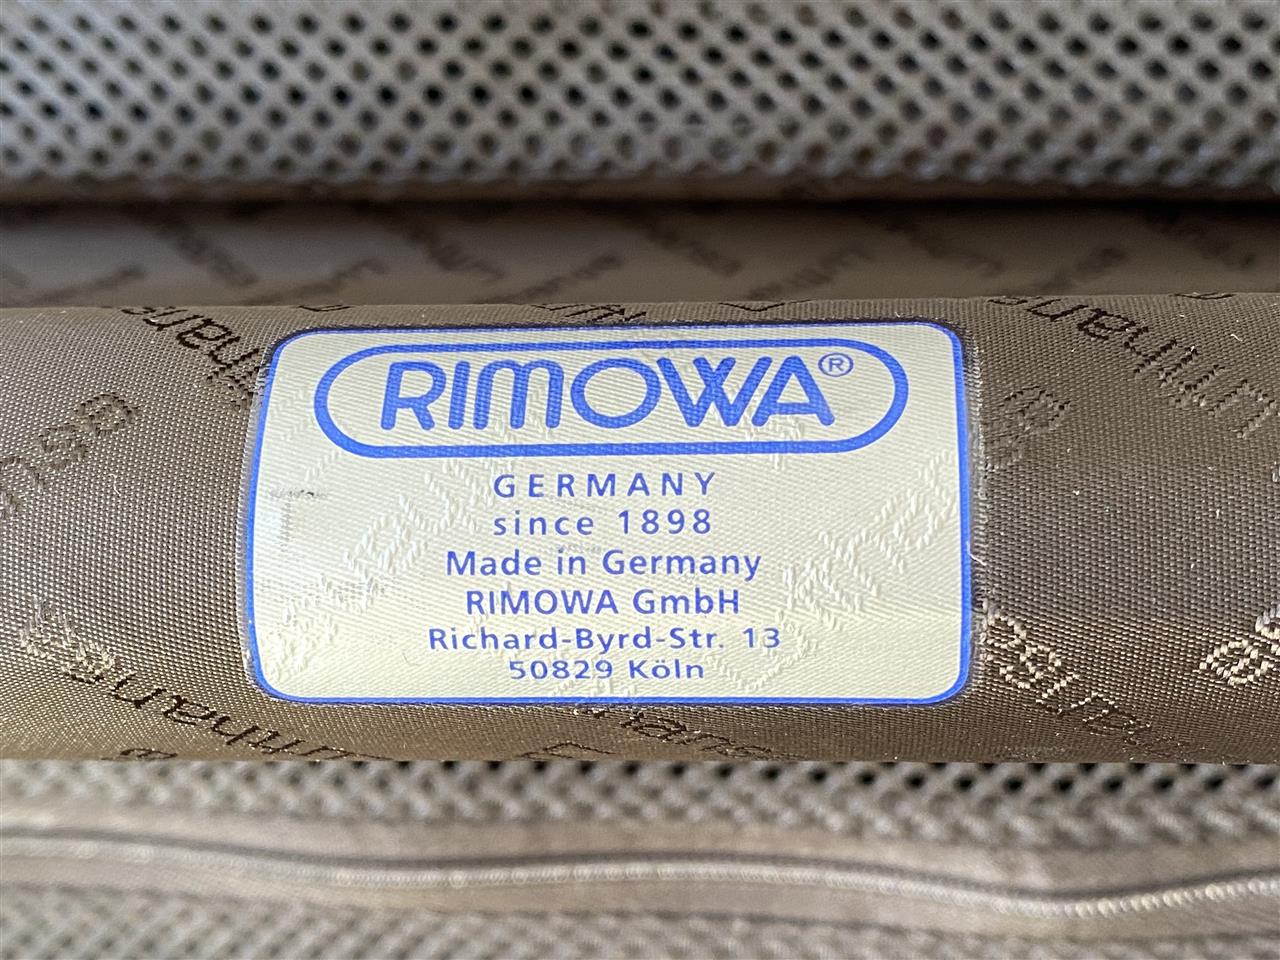 RIMOWA®
GERMANY
since 1898
Made in Germany
RIMOWA GmbH
Richard-Byrd-Str. 13
50829 Köln